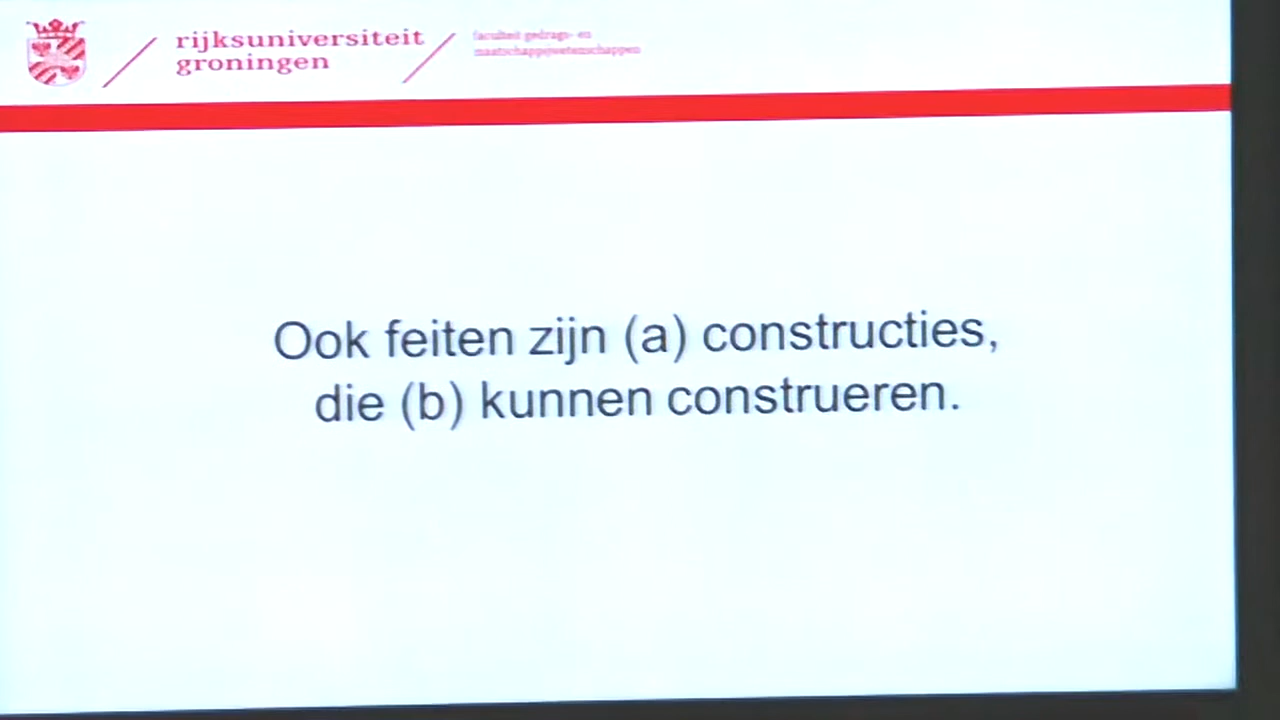 rijksuniversiteit
groningen
faculteit gedrags- en
maatschappijwetenschappen
Ook feiten zijn (a) constructies,
die (b) kunnen construeren.